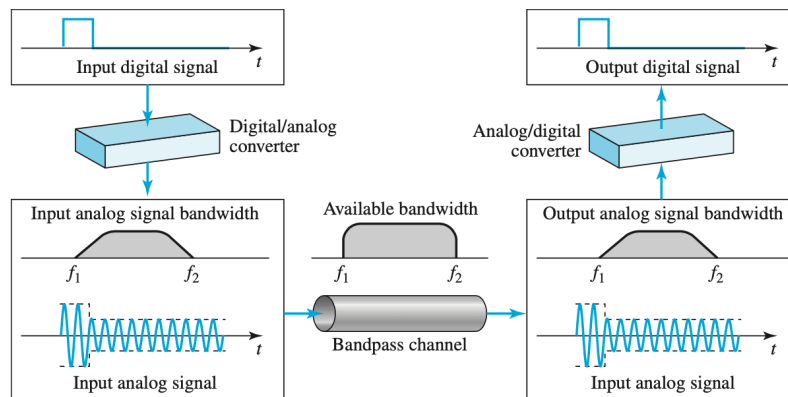 t
Input digital signal
t
Output digital signal
Digital/analog
converter
Analog/digital
converter
Input analog signal bandwidth
f1
f2
Available bandwidth
f1
f2
Output analog signal bandwidth
f1
f2
t
Input analog signal
Bandpass channel
t
Input analog signal